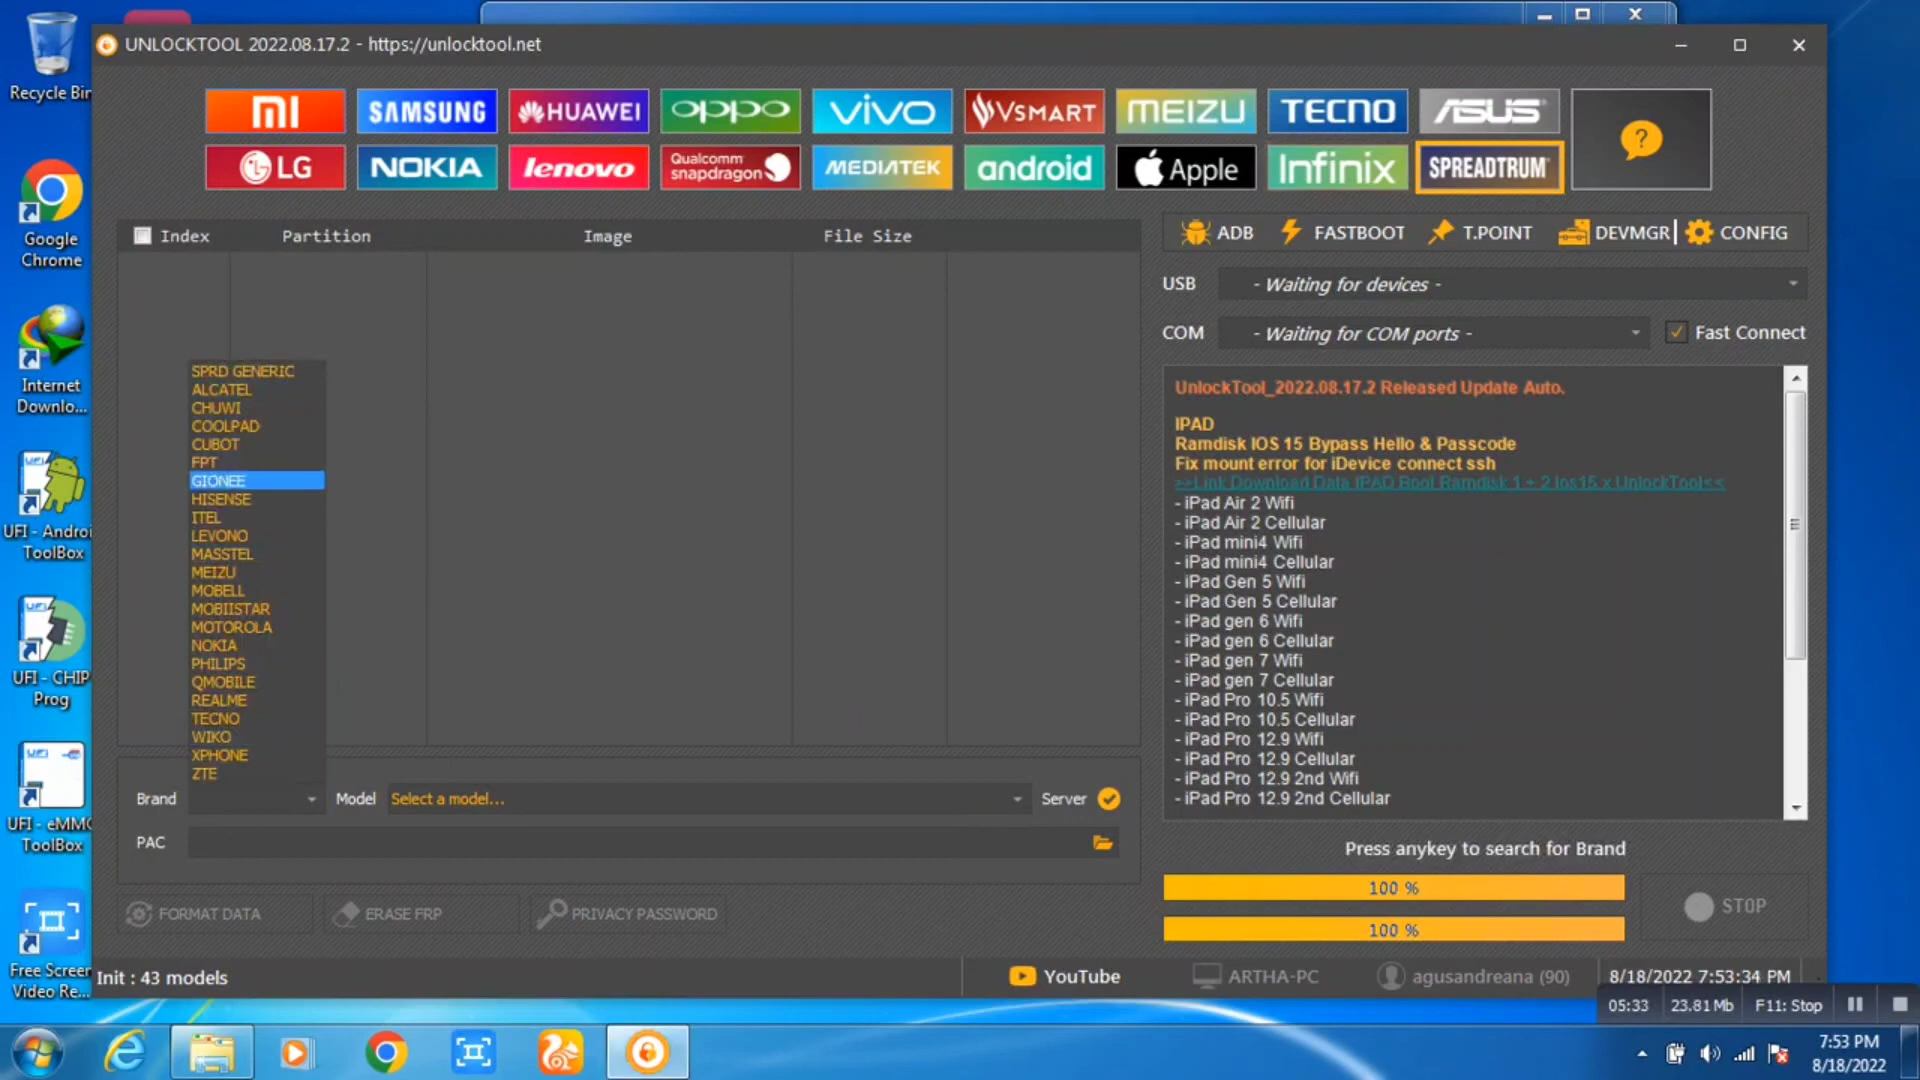 UNLOCKTOOL 2022.08.17.2 - https://unlocktool.net
Recycle Bin
Google
Chrome
Internet
Downlo...
UFI - Androi
ToolBox
UFI - CHIP
Prog
UFI - eMMC
ToolBox
Free Screen
Video Re...
mi SAMSUNG HUAWEI oppo vivo VSMART MEIZU TECNO ASUS ?
LG NOKIA lenovo Qualcomm snapdragon MEDIATEK android Apple Infinix SPREADTRUM
Index Partition Image File Size
SPRD GENERIC
ALCATEL
CHUWI
COOLPAD
CUBOT
FPT
GIONEE
HISENSE
ITEL
LEVONO
MASSTEL
MEIZU
MOBELL
MOBIISTAR
MOTOROLA
NOKIA
PHILIPS
QMOBILE
REALME
TECNO
WIKO
XPHONE
ZTE
Brand Model Select a model... Server
PAC
FORMAT DATA ERASE FRP PRIVACY PASSWORD
Init : 43 models
ADB FASTBOOT T.POINT DEVMGR CONFIG
USB - Waiting for devices -
COM - Waiting for COM ports - Fast Connect
UnlockTool_2022.08.17.2 Released Update Auto.
IPAD
Ramdisk IOS 15 Bypass Hello & Passcode
Fix mount error for iDevice connect ssh
>>Link Download Data IPAD Boot Ramdisk 1 + 2 Ios15 x UnlockTool<<
- iPad Air 2 Wifi
- iPad Air 2 Cellular
- iPad mini4 Wifi
- iPad mini4 Cellular
- iPad Gen 5 Wifi
- iPad Gen 5 Cellular
- iPad gen 6 Wifi
- iPad gen 6 Cellular
- iPad gen 7 Wifi
- iPad gen 7 Cellular
- iPad Pro 10.5 Wifi
- iPad Pro 10.5 Cellular
- iPad Pro 12.9 Wifi
- iPad Pro 12.9 Cellular
- iPad Pro 12.9 2nd Wifi
- iPad Pro 12.9 2nd Cellular
Press anykey to search for Brand
100 %
100 %
STOP
YouTube ARTHA-PC agusandreana (90) 8/18/2022 7:53:34 PM
05:33 23.81 Mb F11: Stop
7:53 PM
8/18/2022